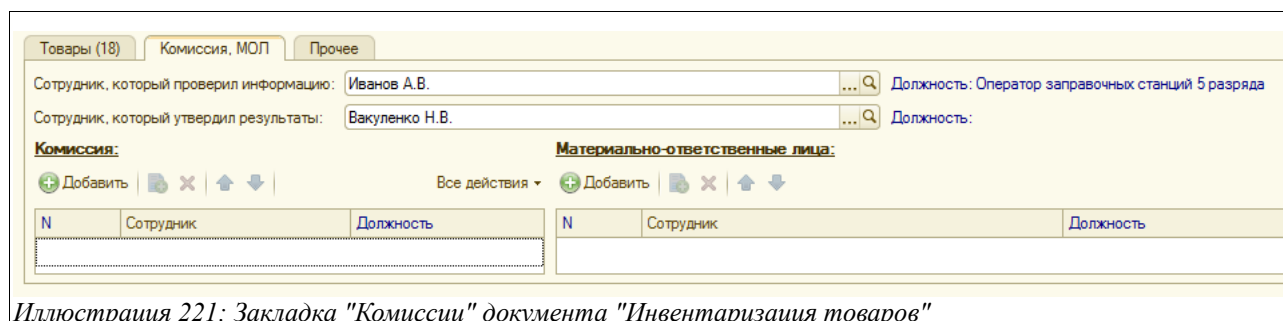 Товары (18) Комиссия, МОЛ Прочее
Сотрудник, который проверил информацию: Иванов А.В. ... Должность: Оператор заправочных станций 5 разряда
Сотрудник, который утвердил результаты: Вакуленко Н.В. ... Должность:
Комиссия: Материально-ответственные лица:
Добавить Все действия Добавить
N Сотрудник Должность N Сотрудник Должность
Иллюстрация 221: Закладка "Комиссии" документа "Инвентаризация товаров"